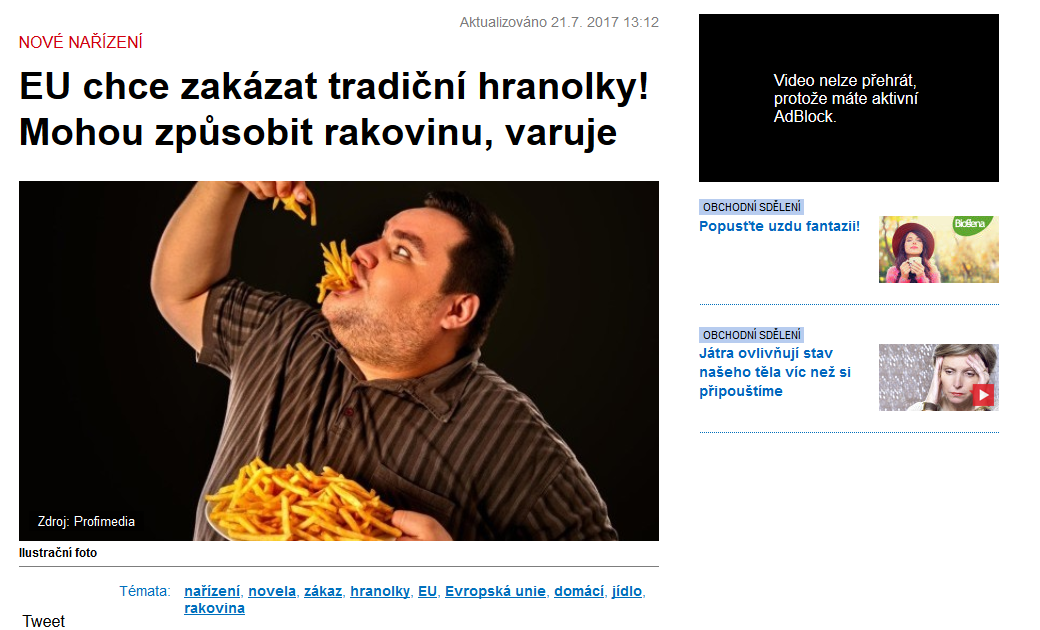 Aktualizováno 21.7. 2017 13:12
NOVÉ NAŘÍZENÍ
EU chce zakázat tradiční hranolky!
Mohou způsobit rakovinu, varuje
Zdroj: Profimedia
Ilustrační foto
Témata: nařízení, novela, zákaz, hranolky, EU, Evropská unie, domácí, jídlo,
rakovina
Tweet
Video nelze přehrát,
protože máte aktivní
AdBlock.
OBCHODNÍ SDĚLENÍ
Popusťte uzdu fantazii!
OBCHODNÍ SDĚLENÍ
Játra ovlivňují stav
našeho těla víc než si
připouštíme